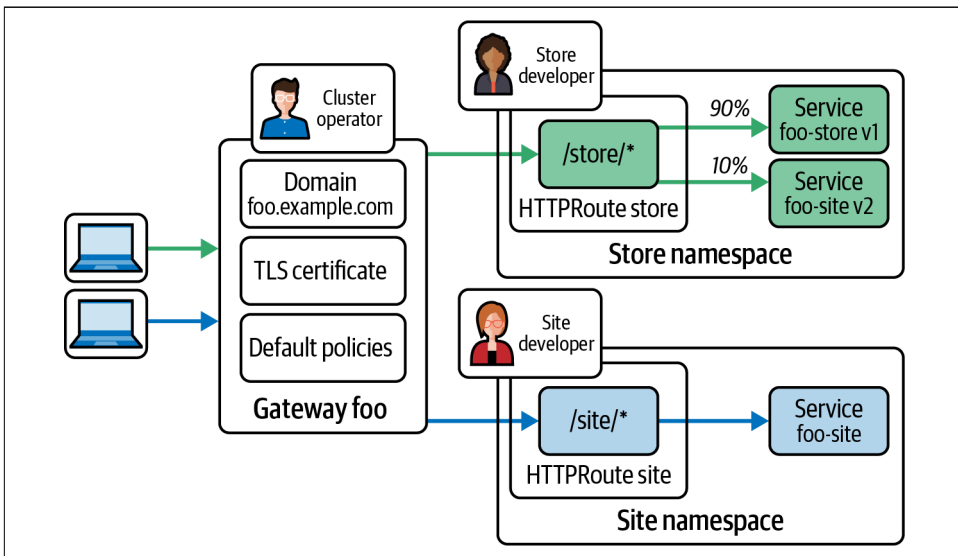 Cluster
operator
Domain
foo.example.com
TLS certificate
Default policies
Gateway foo
Store
developer
/store/*
HTTPRoute store
90%
10%
Service
foo-store v1
Service
foo-site v2
Store namespace
Site
developer
/site/*
HTTPRoute site
Service
foo-site
Site namespace